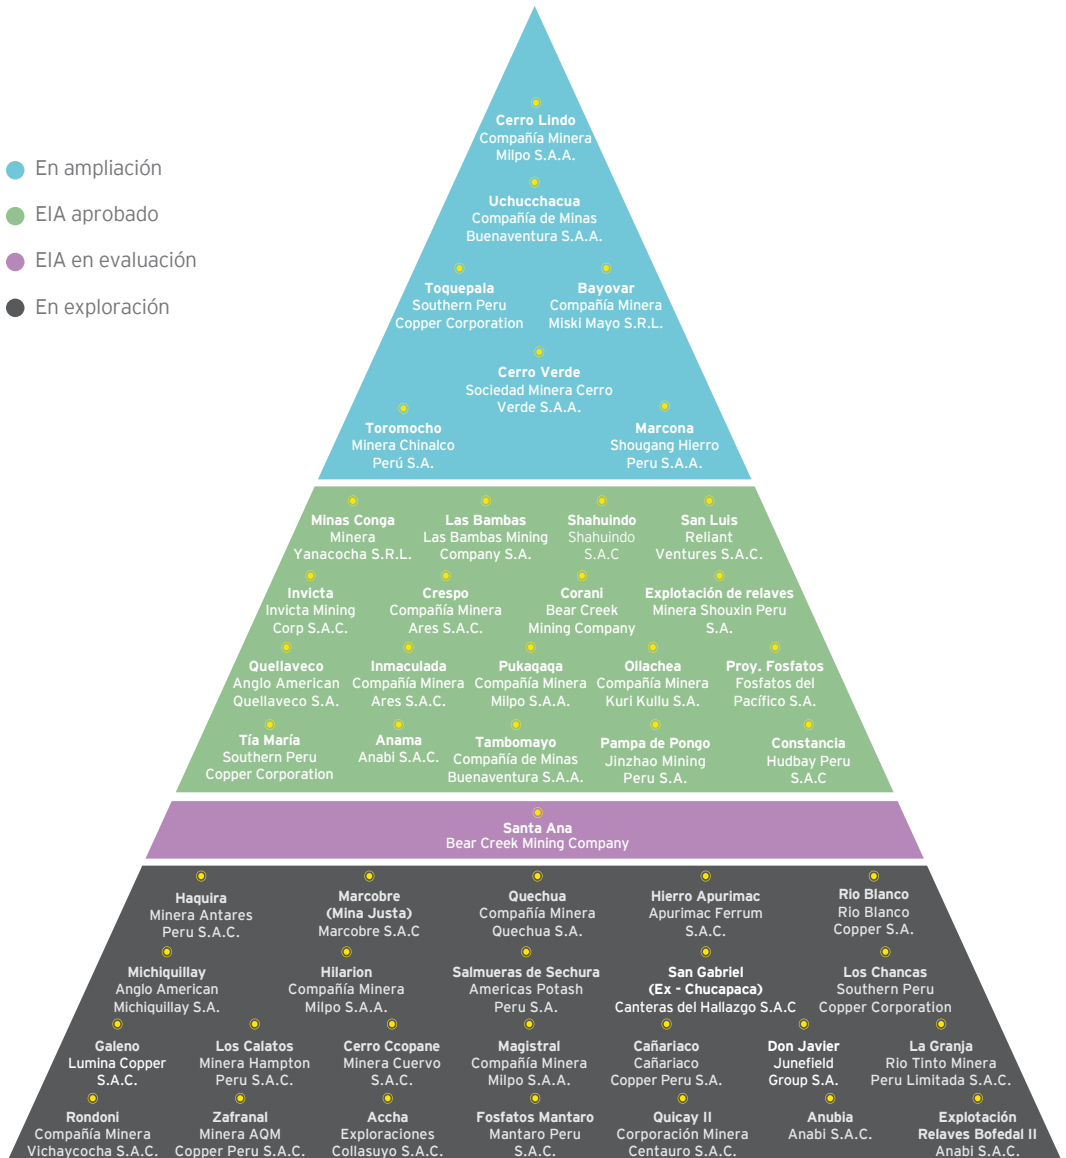 En ampliación
EIA aprobado
EIA en evaluación
En exploración
Cerro Lindo
Compañía Minera
Milpo S.A.A.
Uchucchacua
Compañía de Minas
Buenaventura S.A.A.
Toquepala
Southern Peru
Copper Corporation
Bayovar
Compañía Minera
Miski Mayo S.R.L.
Cerro Verde
Sociedad Minera Cerro
Verde S.A.A.
Toromocho
Minera Chinalco
Perú S.A.
Marcona
Shougang Hierro
Peru S.A.A.
Minas Conga
Minera
Yanacocha S.R.L.
Las Bambas
Las Bambas Mining
Company S.A.
Shahuindo
Shahuindo
S.A.C
San Luis
Reliant
Ventures S.A.C.
Invicta
Invicta Mining
Corp S.A.C.
Crespo
Compañía Minera
Ares S.A.C.
Corani
Bear Creek
Mining Company
Explotación de relaves
Minera Shouxin Peru
S.A.
Quellaveco
Anglo American
Quellaveco S.A.
Inmaculada
Compañía Minera
Ares S.A.C.
Pukaqaqa
Compañía Minera
Milpo S.A.A.
Ollachea
Compañía Minera
Kuri Kullu S.A.
Proy. Fosfatos
Fosfatos del
Pacífico S.A.
Tía María
Southern Peru
Copper Corporation
Anama
Anabi S.A.C.
Tambomayo
Compañía de Minas
Buenaventura S.A.A.
Pampa de Pongo
Jinzhao Mining
Peru S.A.
Constancia
Hudbay Peru
S.A.C
Santa Ana
Bear Creek Mining Company
Haquira
Minera Antares
Peru S.A.C.
Marcobre
(Mina Justa)
Marcobre S.A.C
Quechua
Compañía Minera
Quechua S.A.
Hierro Apurimac
Apurimac Ferrum
S.A.C.
Rio Blanco
Rio Blanco
Copper S.A.
Michiquillay
Anglo American
Michiquillay S.A.
Hilarion
Compañía Minera
Milpo S.A.A.
Salmueras de Sechura
Americas Potash
Peru S.A.
San Gabriel
(Ex - Chucapaca)
Canteras del Hallazgo S.A.C
Los Chancas
Southern Peru
Copper Corporation
Galeno
Lumina Copper
S.A.C.
Los Calatos
Minera Hampton
Peru S.A.C.
Cerro Ccopane
Minera Cuervo
S.A.C.
Magistral
Compañía Minera
Milpo S.A.A.
Cañariaco
Cañariaco
Copper Peru S.A.
Don Javier
Junefield
Group S.A.
La Granja
Rio Tinto Minera
Peru Limitada S.A.C.
Rondoni
Compañía Minera
Vichaycocha S.A.C.
Zafranal
Minera AQM
Copper Peru S.A.C.
Accha
Exploraciones
Collasuyo S.A.C.
Fosfatos Mantaro
Mantaro Peru
S.A.C.
Quicay II
Corporación Minera
Centauro S.A.C.
Anubia
Anabi S.A.C.
Explotación
Relaves Bofedal II
Anabi S.A.C.